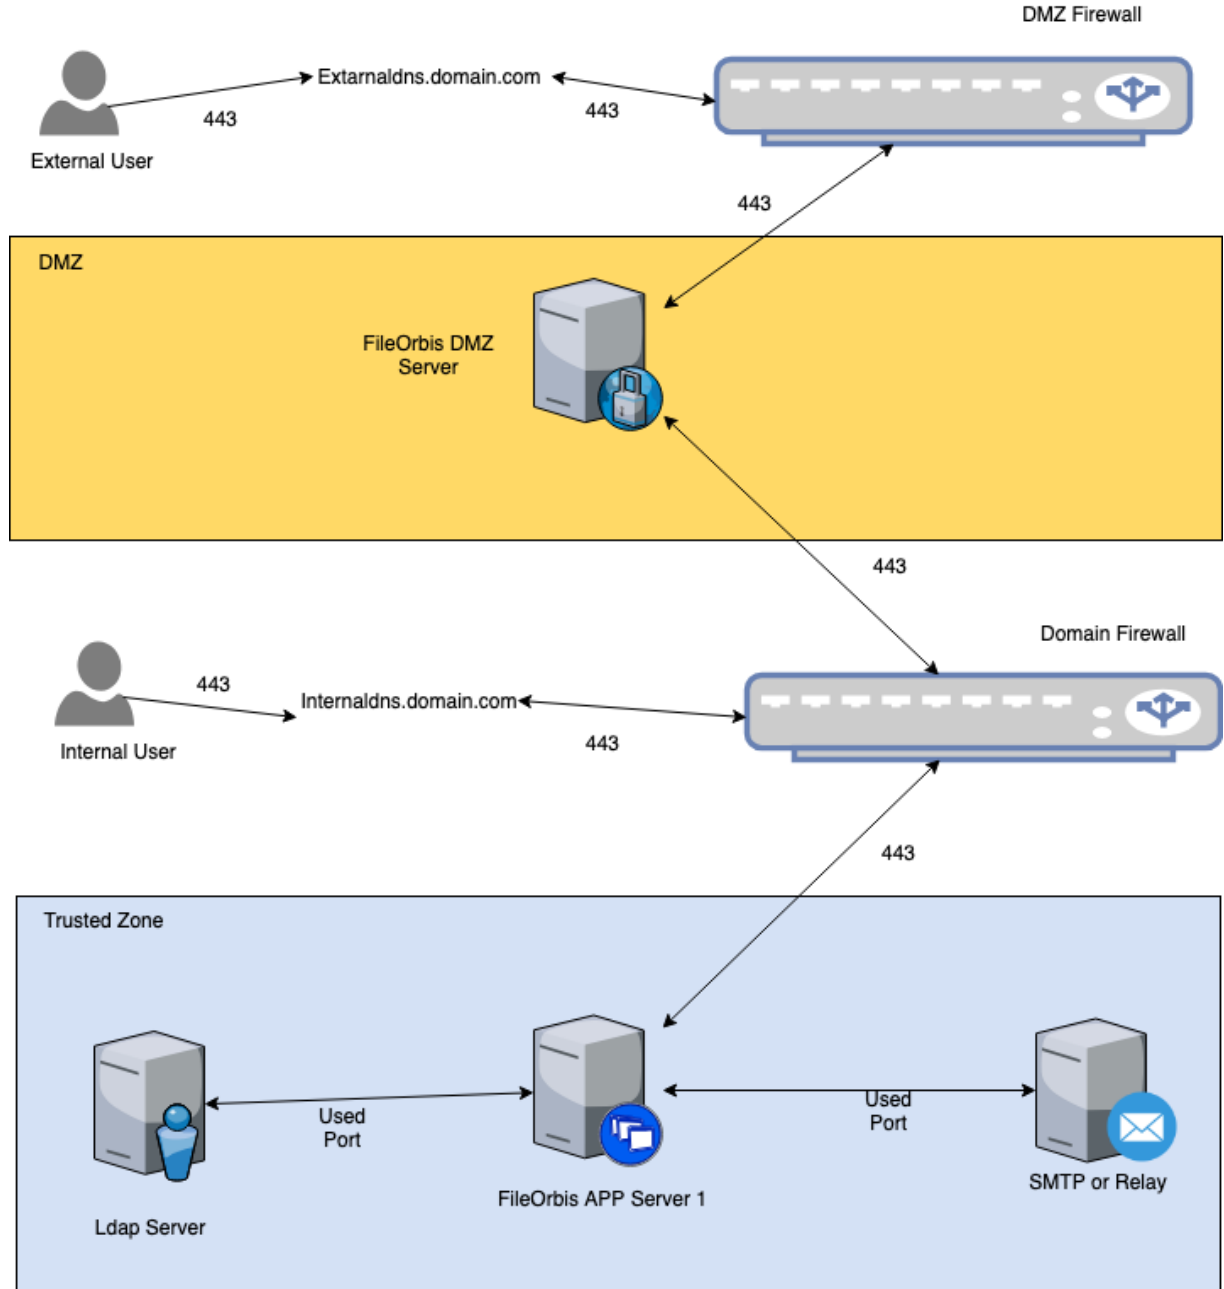 DMZ Firewall
Extarnaldns.domain.com
443
443
External User
443
DMZ
FileOrbis DMZ
Server
443
Domain Firewall
443
Internaldns.domain.com
443
Internal User
443
Trusted Zone
Used
Port
Used
Port
SMTP or Relay
FileOrbis APP Server 1
Ldap Server